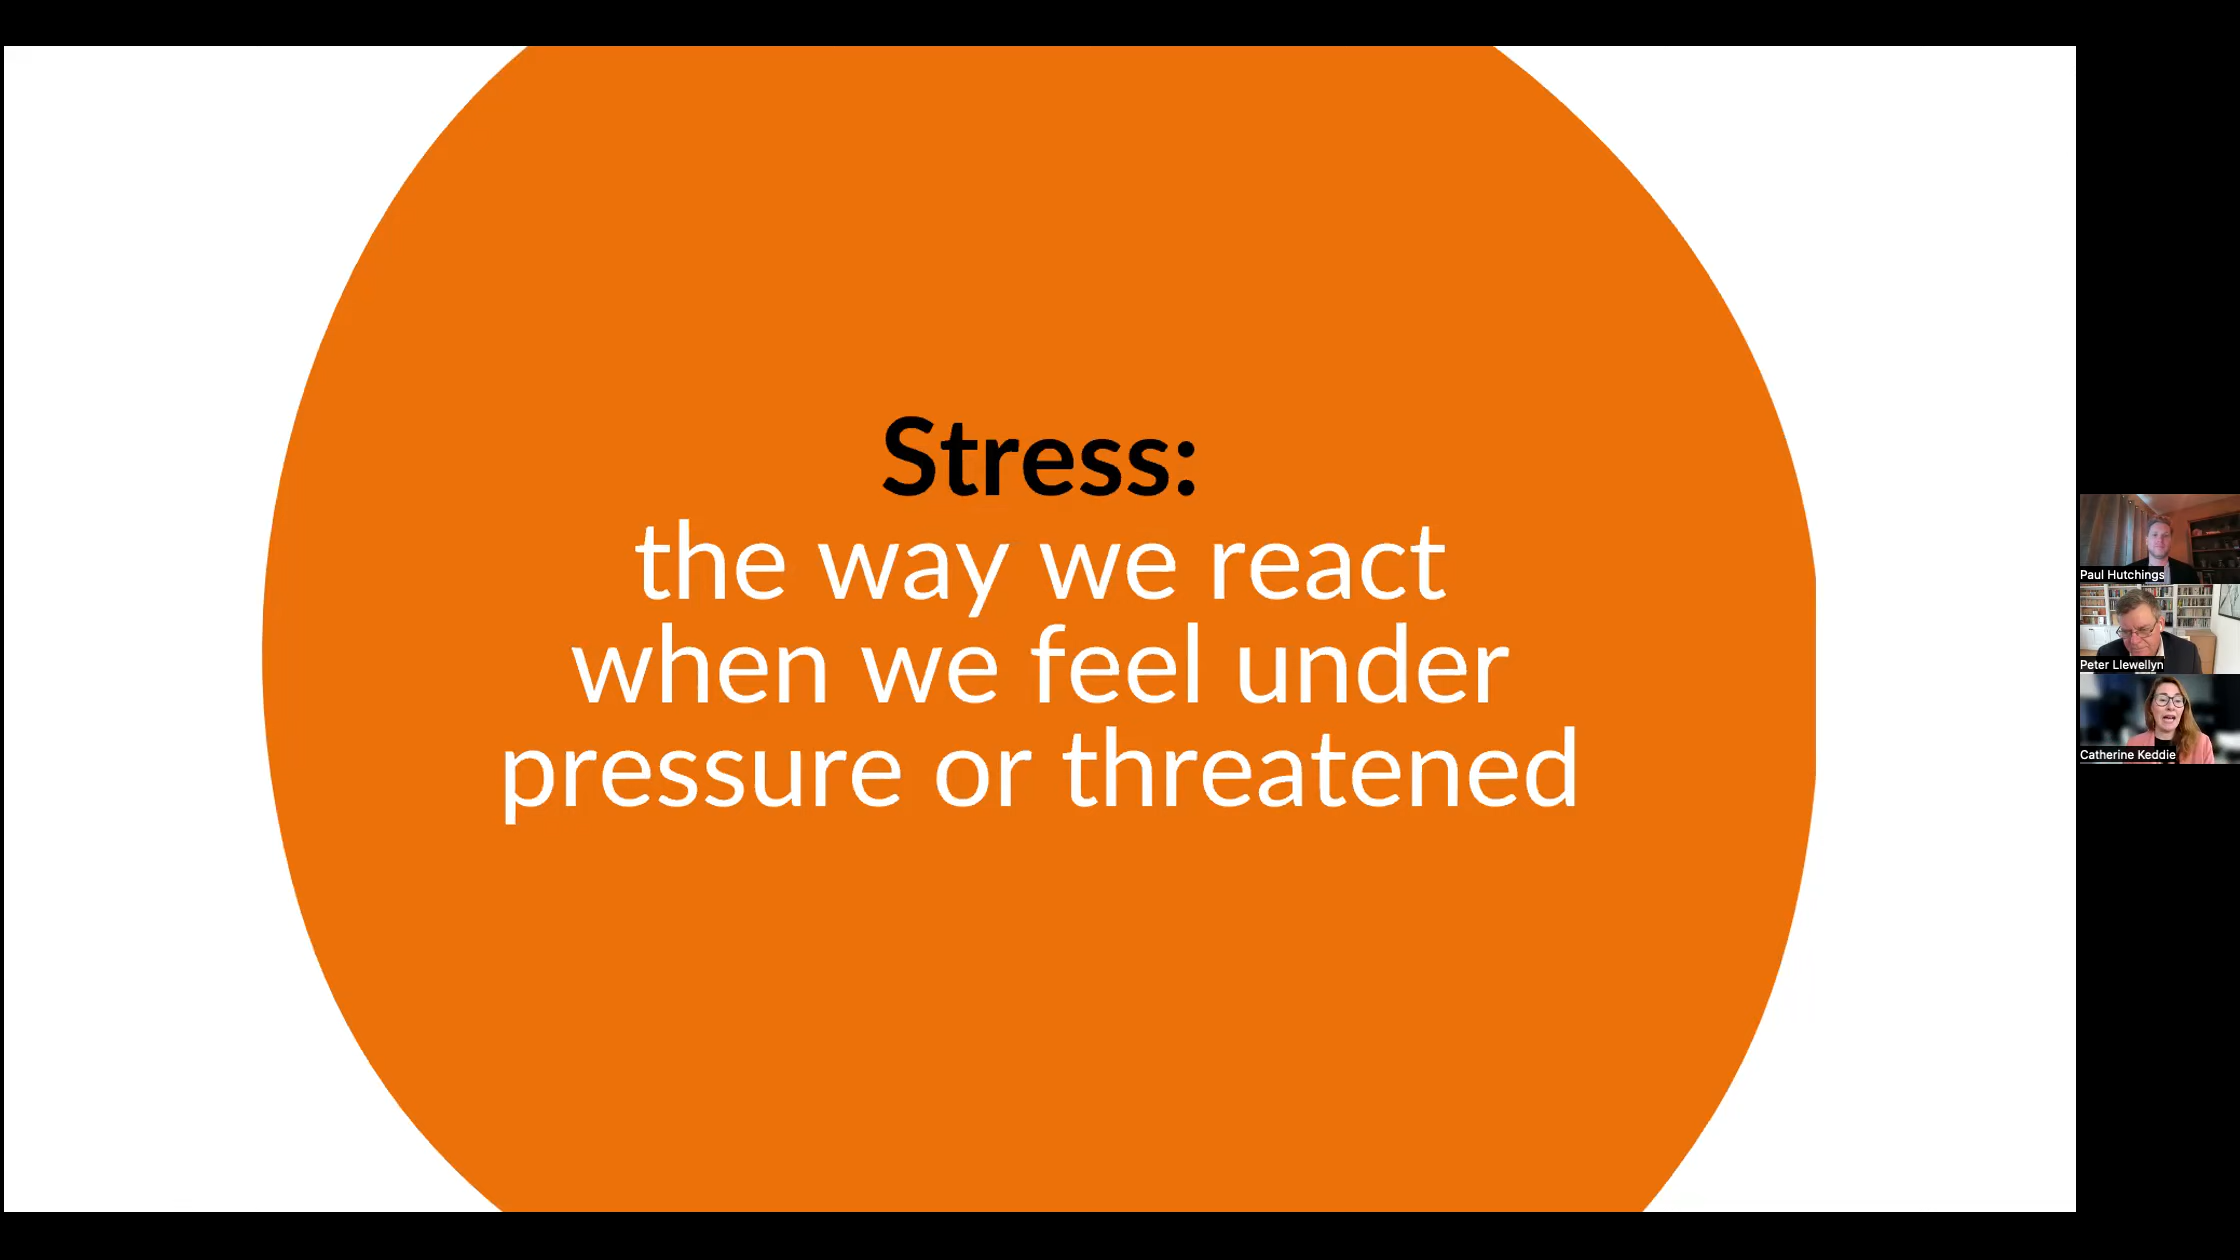 Stress:
the way we react
when we feel under
pressure or threatened
Paul Hutchings
Peter Llewellyn
Catherine Keddie